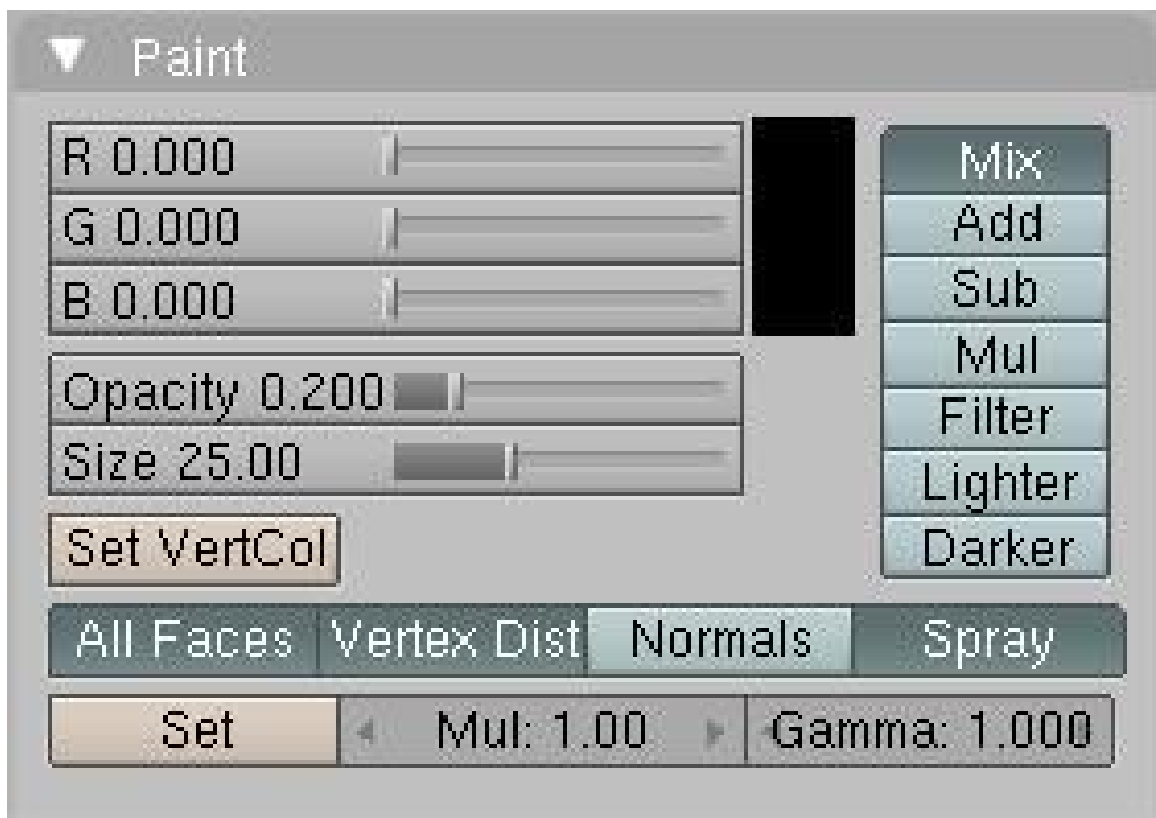 Paint
R 0.000
G 0.000
B 0.000
Opacity 0.200
Size 25.00
Set VertCol
Mix
Add
Sub
Mul
Filter
Lighter
Darker
All Faces Vertex Dist Normals Spray
Set Mul: 1.00 Gamma: 1.000